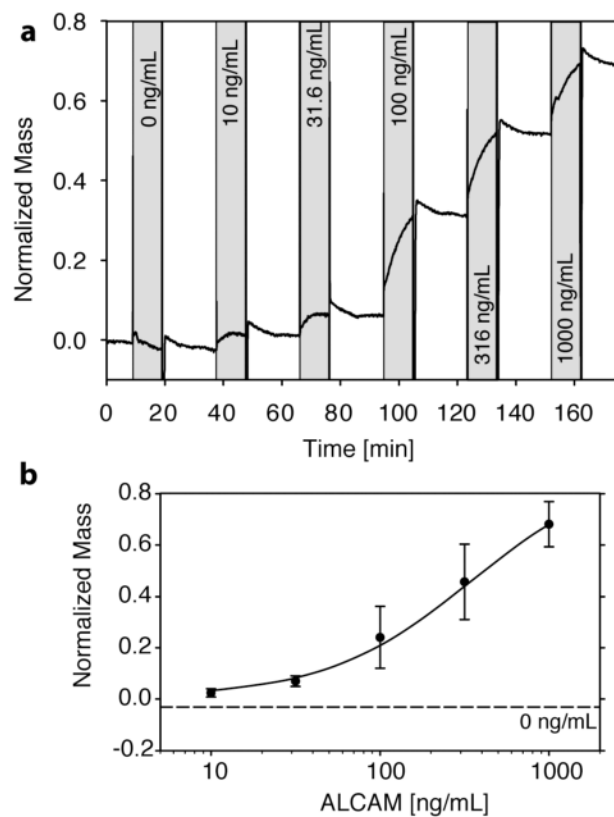 a
0.8
0.6
0.4
0.2
0.0
Normalized Mass
0 ng/mL
10 ng/mL
31.6 ng/mL
100 ng/mL
316 ng/mL
1000 ng/mL
0 20 40 60 80 100 120 140 160
Time [min]
b
0.8
0.6
0.4
0.2
0.0
-0.2
Normalized Mass
0 ng/mL
10 100 1000
ALCAM [ng/mL]